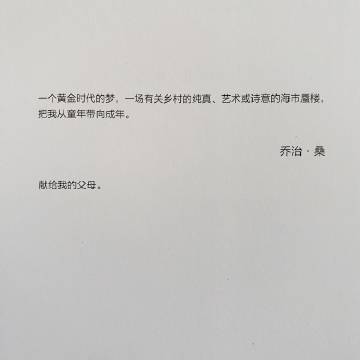 一个黄金时代的梦，一场有关乡村的纯真、艺术或诗意的海市蜃楼，
把我从童年带向成年。
乔治·桑
献给我的父母。